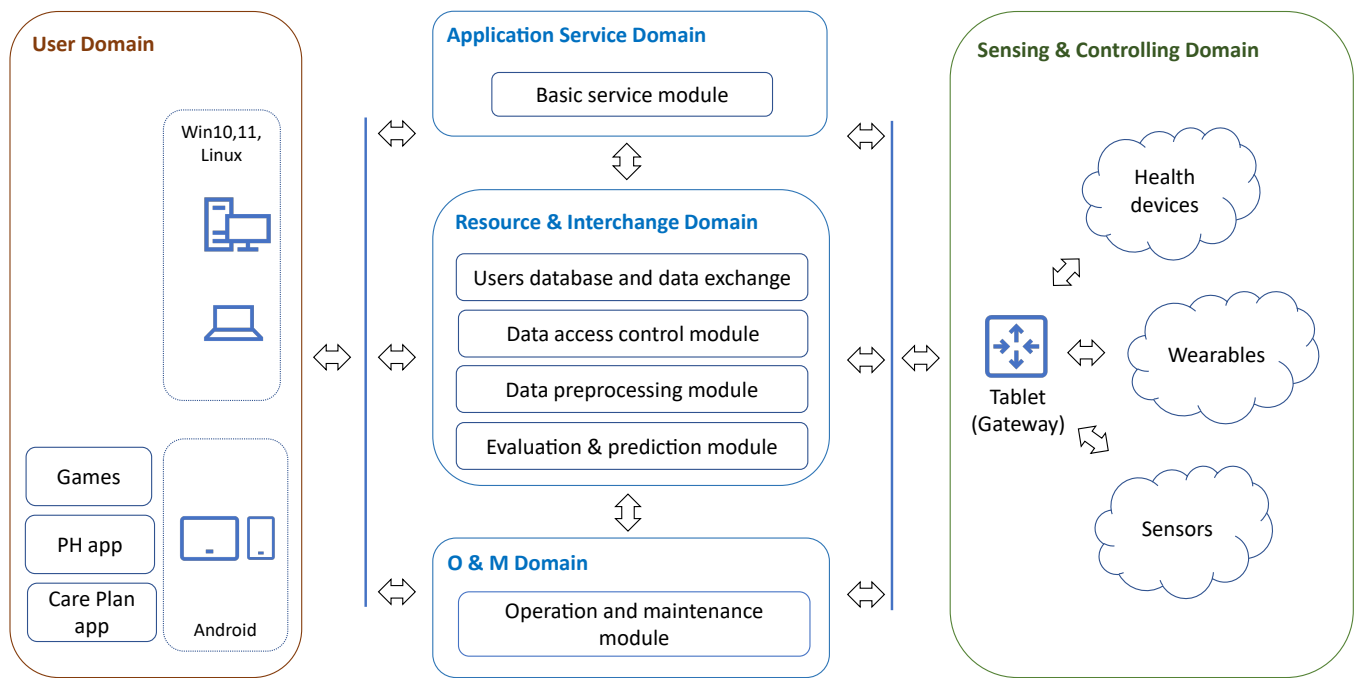 User Domain
Win10,11,
Linux
Games
PH app
Care Plan
app
Android
Application Service Domain
Basic service module
Resource & Interchange Domain
Users database and data exchange
Data access control module
Data preprocessing module
Evaluation & prediction module
O & M Domain
Operation and maintenance
module
Sensing & Controlling Domain
Health
devices
Wearables
Tablet
(Gateway)
Sensors